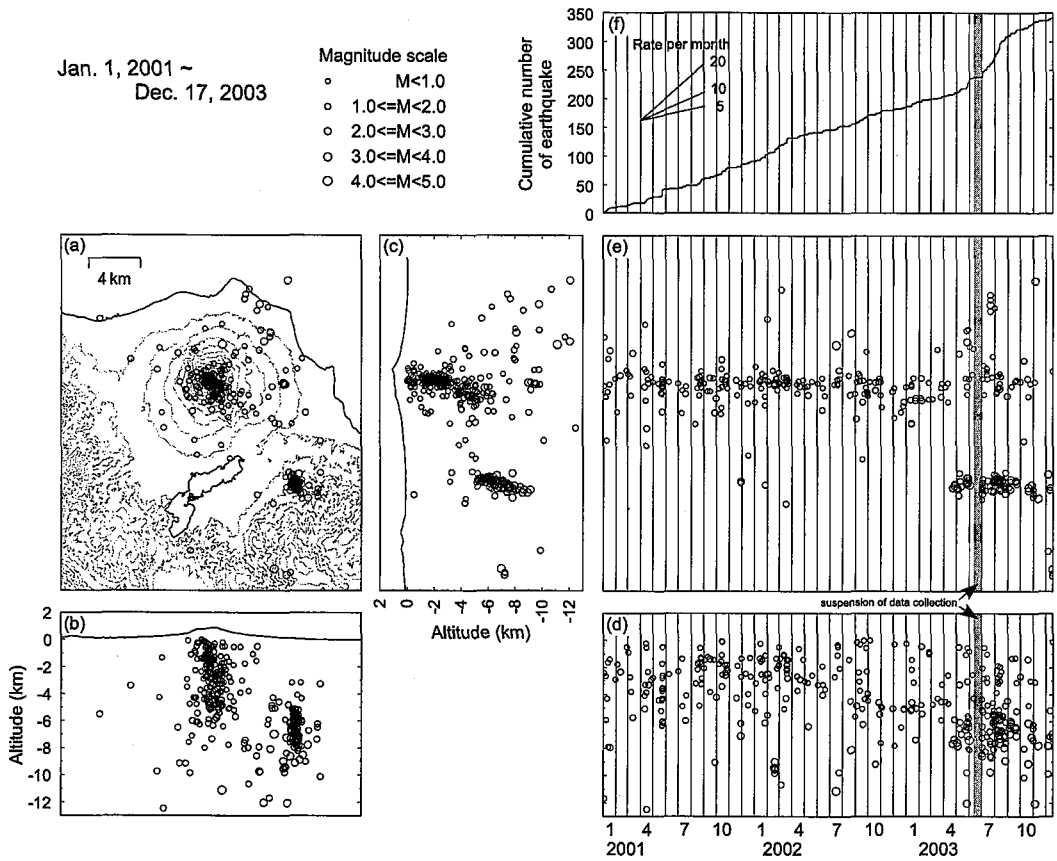 Jan. 1, 2001 ~
Dec. 17, 2003
Magnitude scale
M<1.0
1.0<=M<2.0
2.0<=M<3.0
3.0<=M<4.0
4.0<=M<5.0
Cumulative number
of earthquake
350
300
250
200
150
100
50
0
(f)
Rate per month
20
10
5
(a)
4 km
(c)
2
0
-2
-4
-6
-8
-10
-12
Altitude (km)
(e)
suspension of data collection
(b)
Altitude (km)
2
0
-2
-4
-6
-8
-10
-12
(d)
1 4 7 10 1 4 7 10 1 4 7 10
2001 2002 2003